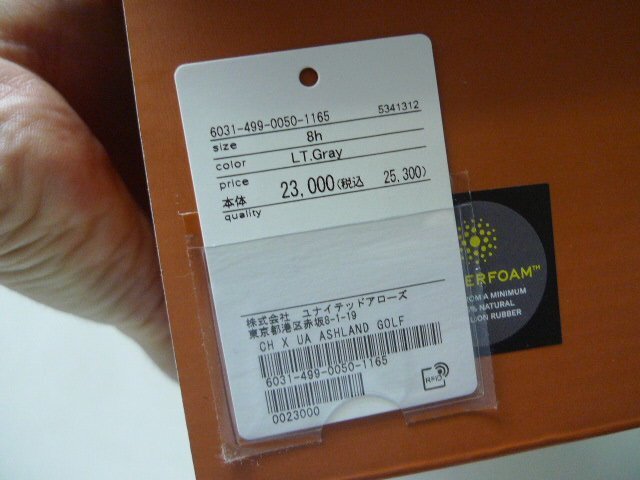 6031-499-0050-1165 5341312
size 8h
color LT.Gray
price
本体 23,000(税込 25,300)
quality
株式会社 ユナイテッドアローズ
東京都港区赤坂8-1-19
CH X UA ASHLAND GOLF
6031-499-0050-1165
0023000
RFID
ERFOAM™
OM A MINIMUM
% NATURAL
ION RUBBER